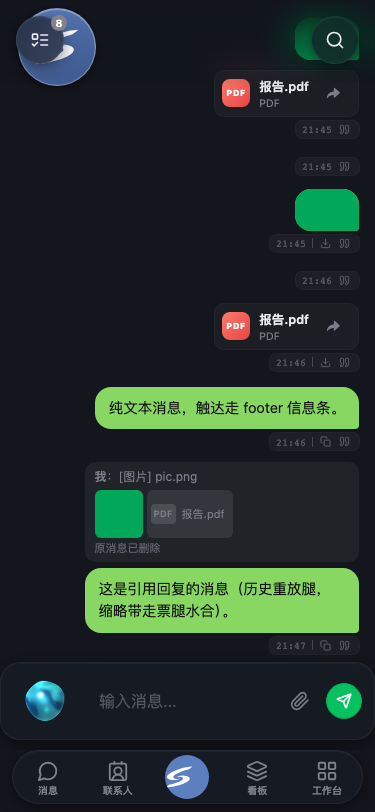 8
PDF 报告.pdf
PDF
21:45
21:45
21:45
21:46
PDF 报告.pdf
PDF
21:46
纯文本消息，触达走 footer 信息条。
21:46
我：[图片] pic.png
PDF 报告.pdf
原消息已删除
这是引用回复的消息（历史重放腿，
缩略带走票腿水合）。
21:47
输入消息...
消息 联系人 看板 工作台